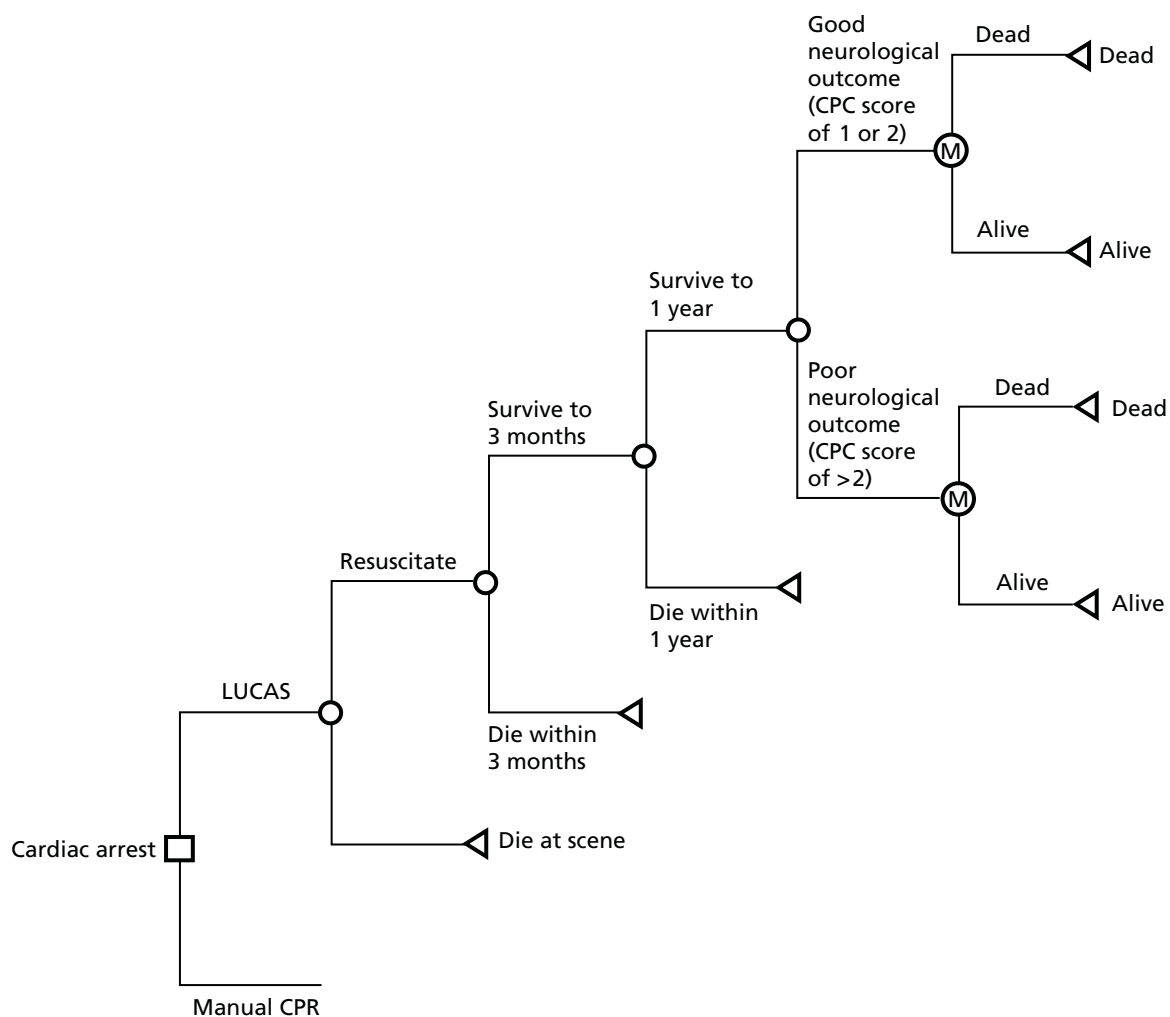 Good
neurological
outcome
(CPC score
of 1 or 2)
Dead
Dead
M
Alive
Alive
Survive to
1 year
Poor
neurological
outcome
(CPC score
of >2)
Dead
Dead
M
Alive
Alive
Survive to
3 months
Die within
1 year
Resuscitate
Die within
3 months
LUCAS
Die at scene
Cardiac arrest
Manual CPR